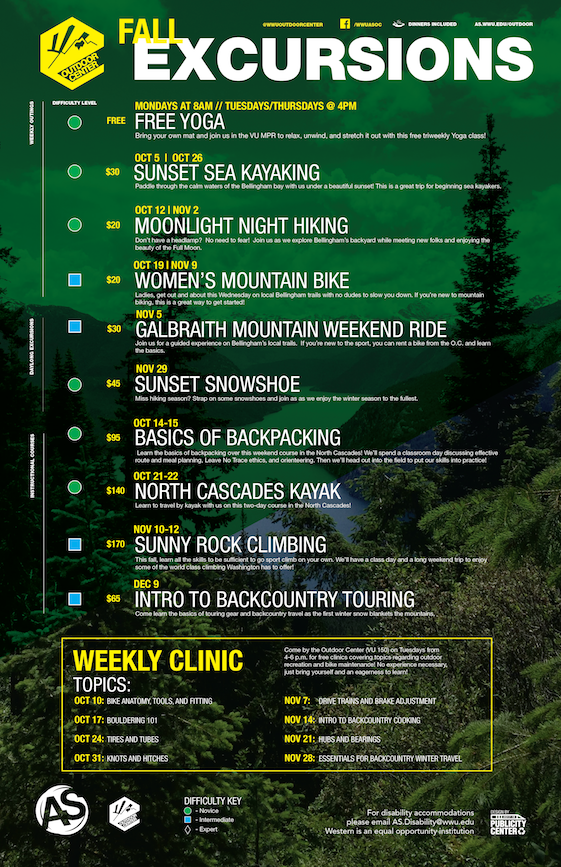 @WWUOUTDOORCENTER
/WWUASOC
DINNERS INCLUDED
AS.WWU.EDU/OUTDOOR
OUTDOOR
CENTER
FALL
EXCURSIONS
DIFFICULTY LEVEL
WEEKLY OUTINGS
MONDAYS AT 8AM // TUESDAYS/THURSDAYS @ 4PM
FREE
FREE YOGA
Bring your own mat and join us in the VU MPR to relax, unwind, and stretch it out with this free triweekly Yoga class!
OCT 5 | OCT 26
$30
SUNSET SEA KAYAKING
Paddle through the calm waters of the Bellingham bay with us under a beautiful sunset! This is a great trip for beginning sea kayakers.
OCT 12 | NOV 2
$20
MOONLIGHT NIGHT HIKING
Don't have a headlamp? No need to fear! Join us as we explore Bellingham's backyard while meeting new folks and enjoying the
beauty of the Full Moon.
OCT 19 | NOV 9
$20
WOMEN'S MOUNTAIN BIKE
Ladies, get out and about this Wednesday on local Bellingham trails with no dudes to slow you down. If you're new to mountain
biking, this is a great way to get started!
DAYLONG EXCURSIONS
NOV 5
$30
GALBRAITH MOUNTAIN WEEKEND RIDE
Join us for a guided experience on Bellingham's local trails. If you're new to the sport, you can rent a bike from the O.C. and learn
the basics.
NOV 29
$45
SUNSET SNOWSHOE
Miss hiking season? Strap on some snowshoes and join as as we enjoy the winter season to the fullest.
INSTRUCTIONAL COURSES
OCT 14-15
$95
BASICS OF BACKPACKING
Learn the basics of backpacking over this weekend course in the North Cascades! We'll spend a classroom day discussing effective
route and meal planning, Leave No Trace ethics, and orienteering. Then we'll head out into the field to put our skills into practice!
OCT 21-22
$140
NORTH CASCADES KAYAK
Learn to travel by kayak with us on this two-day course in the North Cascades!
NOV 10-12
$170
SUNNY ROCK CLIMBING
This fall, learn all the skills to be sufficient to go sport climb on your own. We'll have a class day and a long weekend trip to enjoy
some of the world class climbing Washington has to offer!
DEC 9
$65
INTRO TO BACKCOUNTRY TOURING
Come learn the basics of touring gear and backcountry travel as the first winter snow blankets the mountains.
WEEKLY CLINIC
TOPICS:
Come by the Outdoor Center (VU 150) on Tuesdays from
4-6 p.m. for free clinics covering topics regarding outdoor
recreation and bike maintenance! No experience necessary,
just bring yourself and an eagerness to learn!
OCT 10: BIKE ANATOMY, TOOLS, AND FITTING
OCT 17: BOULDERING 101
OCT 24: TIRES AND TUBES
OCT 31: KNOTS AND HITCHES
NOV 7: DRIVE TRAINS AND BRAKE ADJUSTMENT
NOV 14: INTRO TO BACKCOUNTRY COOKING
NOV 21: HUBS AND BEARINGS
NOV 28: ESSENTIALS FOR BACKCOUNTRY WINTER TRAVEL
AS
DIFFICULTY KEY
- Novice
- Intermediate
- Expert
For disability accommodations
please email AS.Disability@wwu.edu
Western is an equal opportunity institution
DESIGN BY
PUBLICITY
CENTER